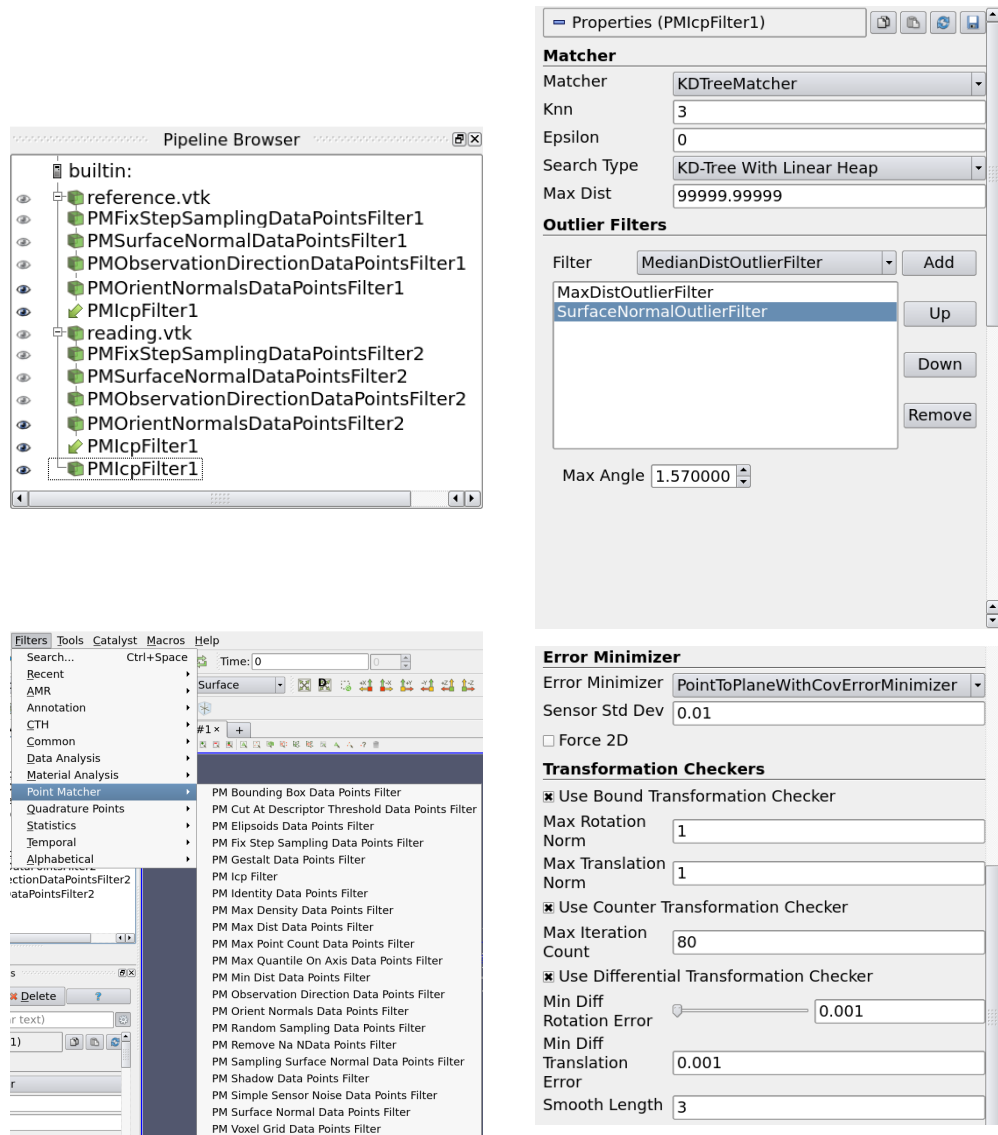 Pipeline Browser
builtin:
reference.vtk
PMFixStepSamplingDataPointsFilter1
PMSurfaceNormalDataPointsFilter1
PMObservationDirectionDataPointsFilter1
PMOrientNormalsDataPointsFilter1
PMIcpFilter1
reading.vtk
PMFixStepSamplingDataPointsFilter2
PMSurfaceNormalDataPointsFilter2
PMObservationDirectionDataPointsFilter2
PMOrientNormalsDataPointsFilter2
PMIcpFilter1
PMIcpFilter1
Properties (PMIcpFilter1)
Matcher
Matcher KDTreeMatcher
Knn 3
Epsilon 0
Search Type KD-Tree With Linear Heap
Max Dist 99999.99999
Outlier Filters
Filter MedianDistOutlierFilter Add
MaxDistOutlierFilter
SurfaceNormalOutlierFilter
Up
Down
Remove
Max Angle 1.570000
Filters Tools Catalyst Macros Help
Search... Ctrl+Space
Recent
AMR
Annotation
CTH
Common
Data Analysis
Material Analysis
Point Matcher
Quadrature Points
Statistics
Temporal
Alphabetical
Time: 0
0
Surface
#1 × +
PM Bounding Box Data Points Filter
PM Cut At Descriptor Threshold Data Points Filter
PM Elipsoids Data Points Filter
PM Fix Step Sampling Data Points Filter
PM Gestalt Data Points Filter
PM Icp Filter
PM Identity Data Points Filter
PM Max Density Data Points Filter
PM Max Dist Data Points Filter
PM Max Point Count Data Points Filter
PM Max Quantile On Axis Data Points Filter
PM Min Dist Data Points Filter
PM Observation Direction Data Points Filter
PM Orient Normals Data Points Filter
PM Random Sampling Data Points Filter
PM Remove Na NData Points Filter
PM Sampling Surface Normal Data Points Filter
PM Shadow Data Points Filter
PM Simple Sensor Noise Data Points Filter
PM Surface Normal Data Points Filter
PM Voxel Grid Data Points Filter
ectionDataPointsFilter2
ataPointsFilter2
s
Delete ?
r text)
1)
r
Error Minimizer
Error Minimizer PointToPlaneWithCovErrorMinimizer
Sensor Std Dev 0.01
Force 2D
Transformation Checkers
Use Bound Transformation Checker
Max Rotation
Norm 1
Max Translation
Norm 1
Use Counter Transformation Checker
Max Iteration
Count 80
Use Differential Transformation Checker
Min Diff
Rotation Error 0.001
Min Diff
Translation
Error 0.001
Smooth Length 3